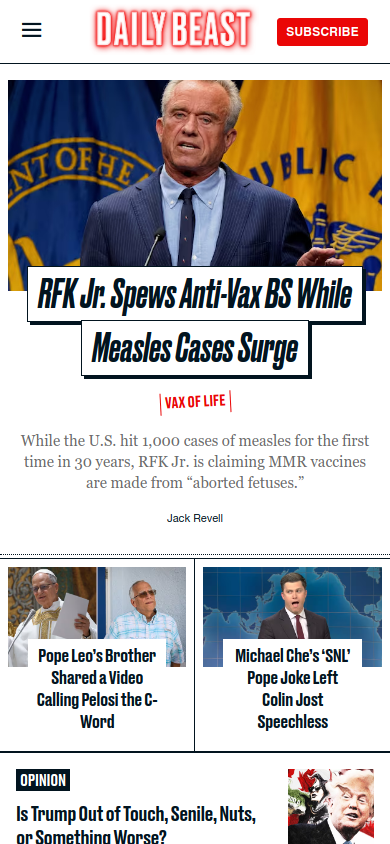 DAILY BEAST
SUBSCRIBE
NT OF HEA
UBLIC H
RFK Jr. Spews Anti-Vax BS While
Measles Cases Surge
VAX OF LIFE
While the U.S. hit 1,000 cases of measles for the first
time in 30 years, RFK Jr. is claiming MMR vaccines
are made from “aborted fetuses.”
Jack Revell
Pope Leo’s Brother
Shared a Video
Calling Pelosi the C-
Word
Michael Che’s ‘SNL’
Pope Joke Left
Colin Jost
Speechless
OPINION
Is Trump Out of Touch, Senile, Nuts,
or Something Worse?